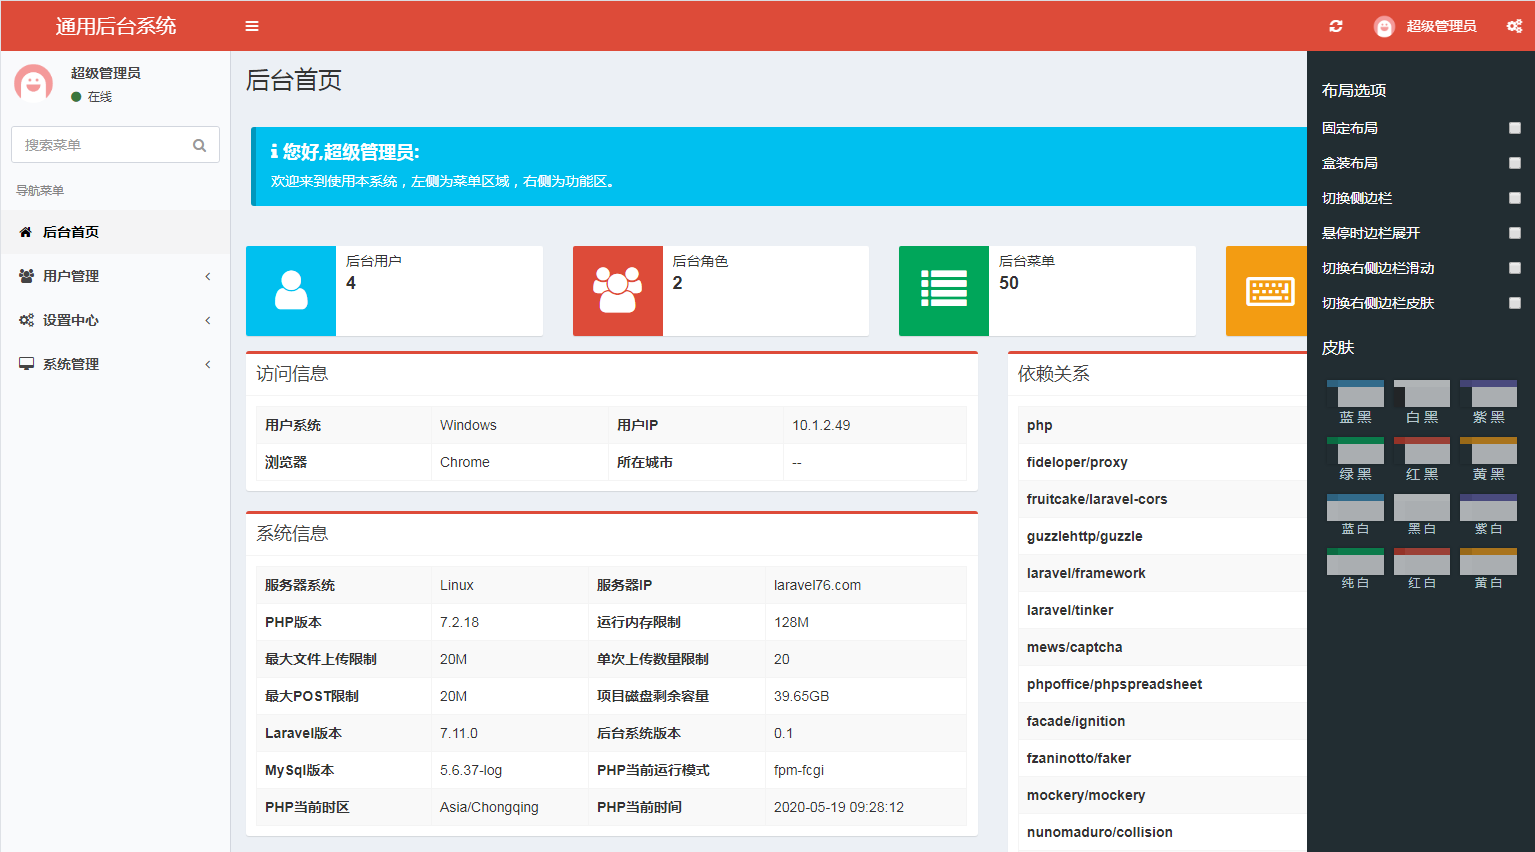 通用后台系统
超级管理员
超级管理员
在线
搜索菜单
导航菜单
后台首页
用户管理
设置中心
系统管理
后台首页
您好,超级管理员:
欢迎来到使用本系统，左侧为菜单区域，右侧为功能区。
后台用户
4
后台角色
2
后台菜单
50
访问信息
用户系统 Windows 用户IP 10.1.2.49
浏览器 Chrome 所在城市 --
系统信息
服务器系统 Linux 服务器IP laravel76.com
PHP版本 7.2.18 运行内存限制 128M
最大文件上传限制 20M 单次上传数量限制 20
最大POST限制 20M 项目磁盘剩余容量 39.65GB
Laravel版本 7.11.0 后台系统版本 0.1
MySql版本 5.6.37-log PHP当前运行模式 fpm-fcgi
PHP当前时区 Asia/Chongqing PHP当前时间 2020-05-19 09:28:12
依赖关系
php
fideloper/proxy
fruitcake/laravel-cors
guzzlehttp/guzzle
laravel/framework
laravel/tinker
mews/captcha
phpoffice/phpspreadsheet
facade/ignition
fzaninotto/faker
mockery/mockery
nunomaduro/collision
布局选项
固定布局
盒装布局
切换侧边栏
悬停时边栏展开
切换右侧边栏滑动
切换右侧边栏皮肤
皮肤
蓝 黑 白 黑 紫 黑
绿 黑 红 黑 黄 黑
蓝 白 黑 白 紫 白
纯 白 红 白 黄 白